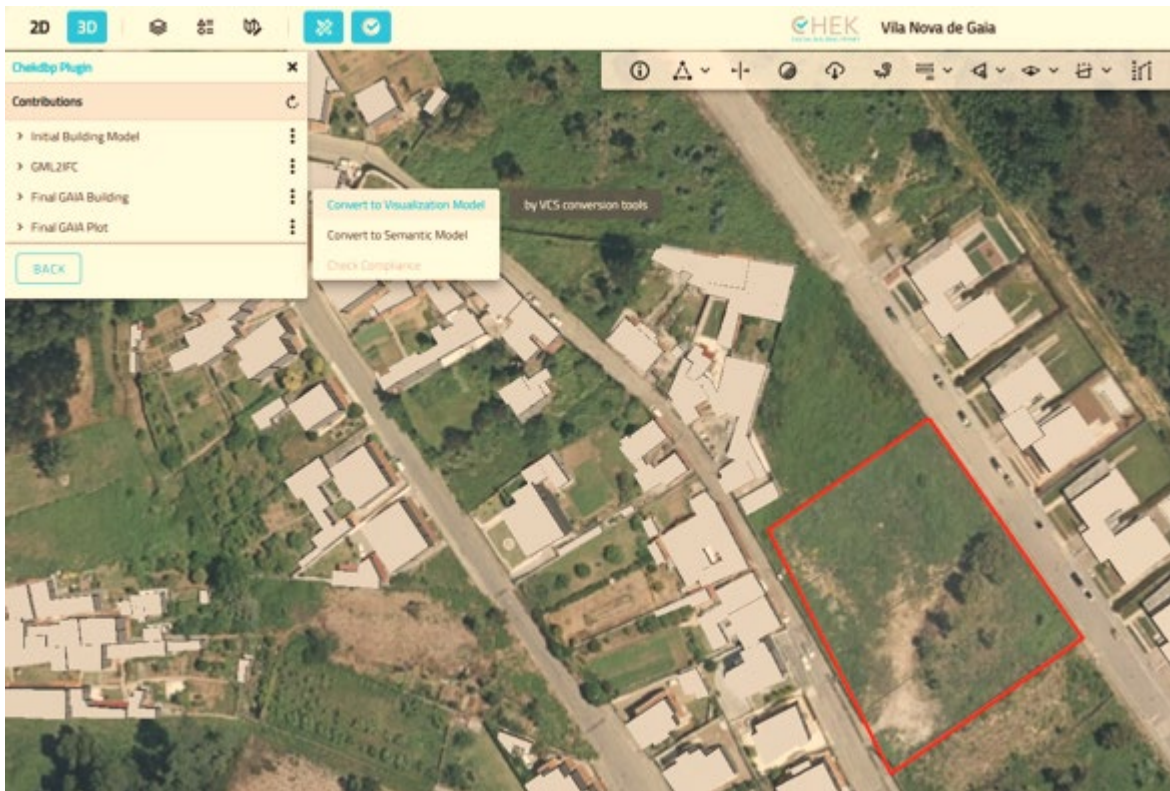 2D 3D
CHEK
Vila Nova de Gaia
Chekdbp Plugin
Contributions
Initial Building Model
GML2IFC
Final GAIA Building
Final GAIA Plot
BACK
Convert to Visualization Model
by VCS conversion tools
Convert to Semantic Model
Check Compliance